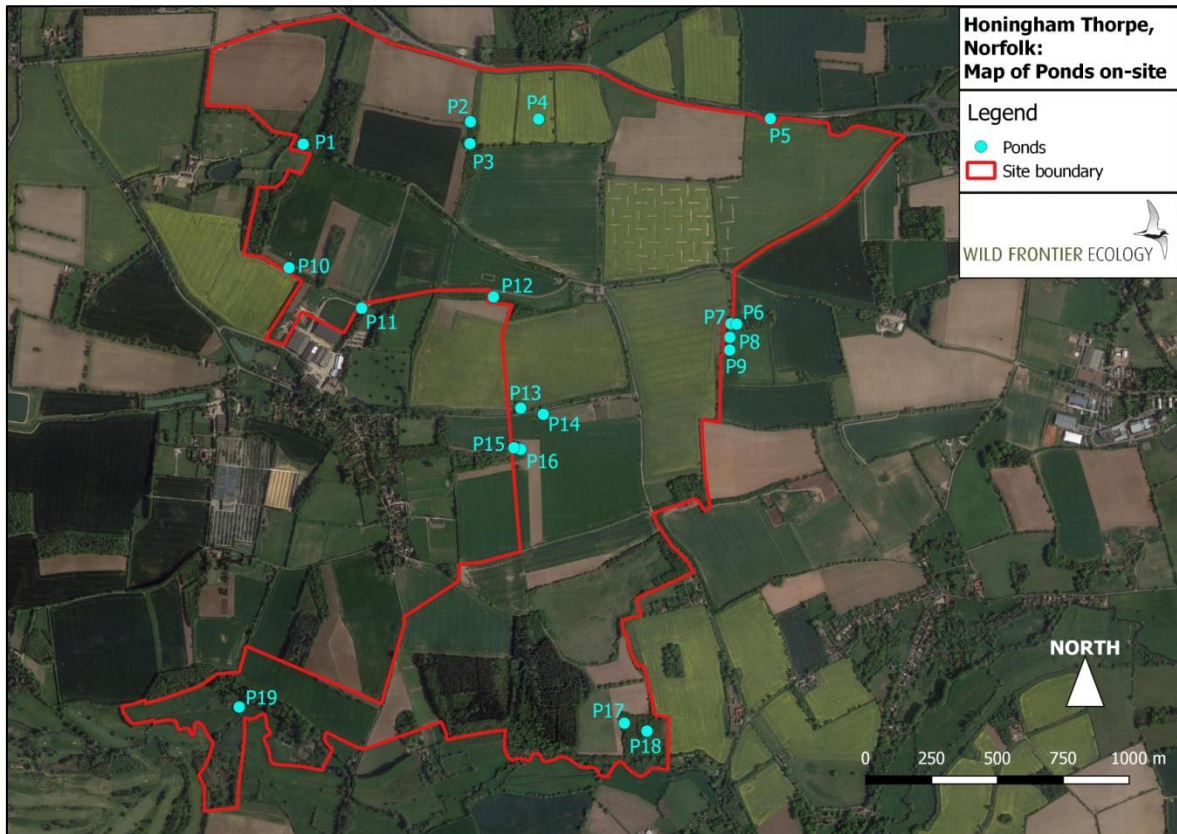 Honingham Thorpe,
Norfolk:
Map of Ponds on-site
Legend
Ponds
Site boundary
WILD FRONTIER ECOLOGY
P1
P2
P3
P4
P5
P10
P11
P12
P7 P6
P8
P9
P13
P14
P15
P16
P17
P18
P19
NORTH
0 250 500 750 1000 m